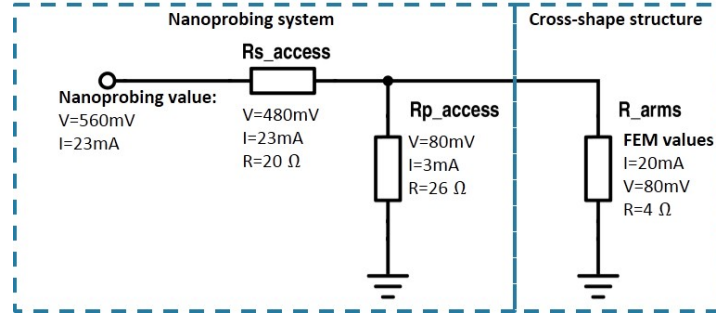 Nanoprobing system
Cross-shape structure
Rs_access
Nanoprobing value:
V=560mV
I=23mA
V=480mV
I=23mA
R=20 Ω
Rp_access
V=80mV
I=3mA
R=26 Ω
R_arms
FEM values
I=20mA
V=80mV
R=4 Ω